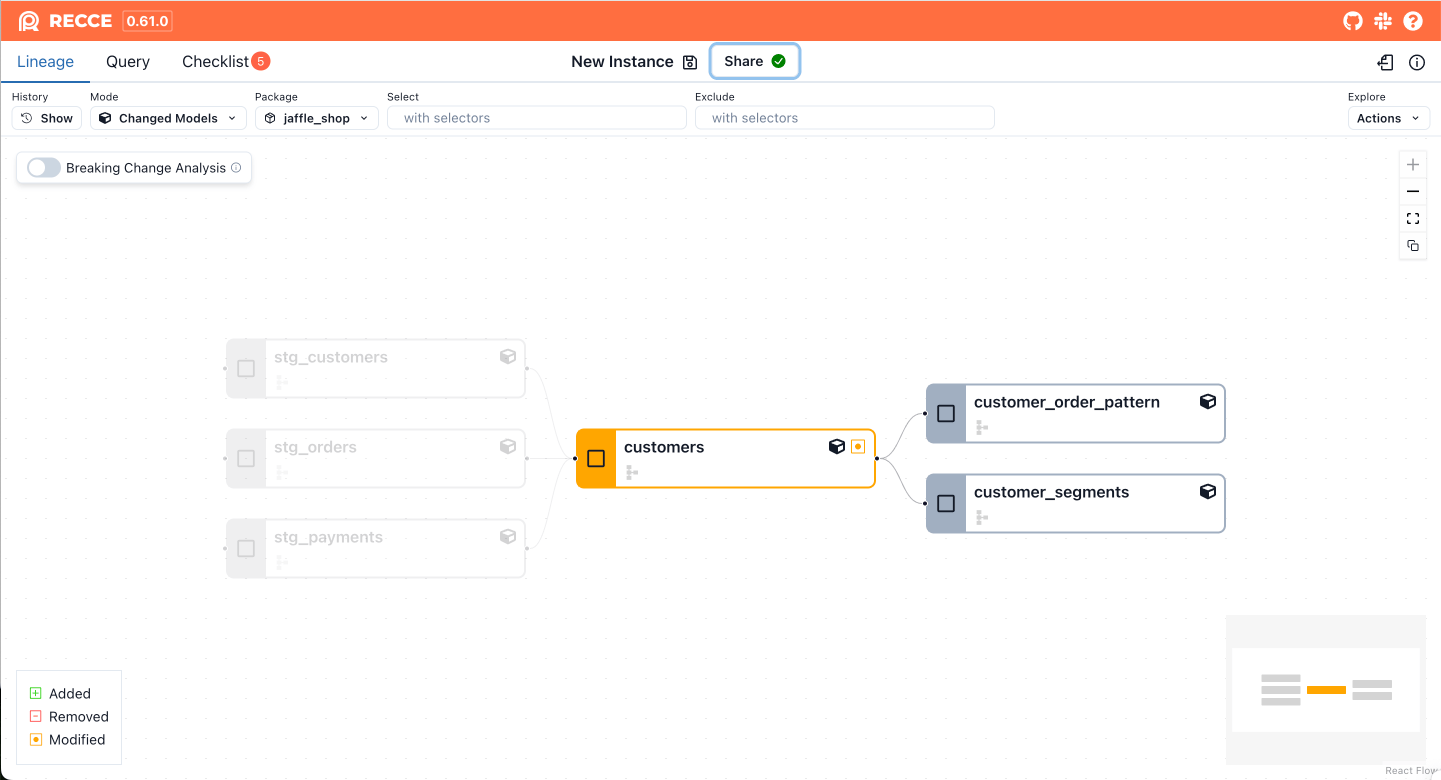 RECCE 0.61.0
Lineage Query Checklist 5 New Instance Share
History Mode Package Select Exclude Explore
Show Changed Models jaffle_shop with selectors with selectors Actions
Breaking Change Analysis
stg_customers
customer_order_pattern
stg_orders customers
customer_segments
stg_payments
Added
Removed
Modified
React Flow